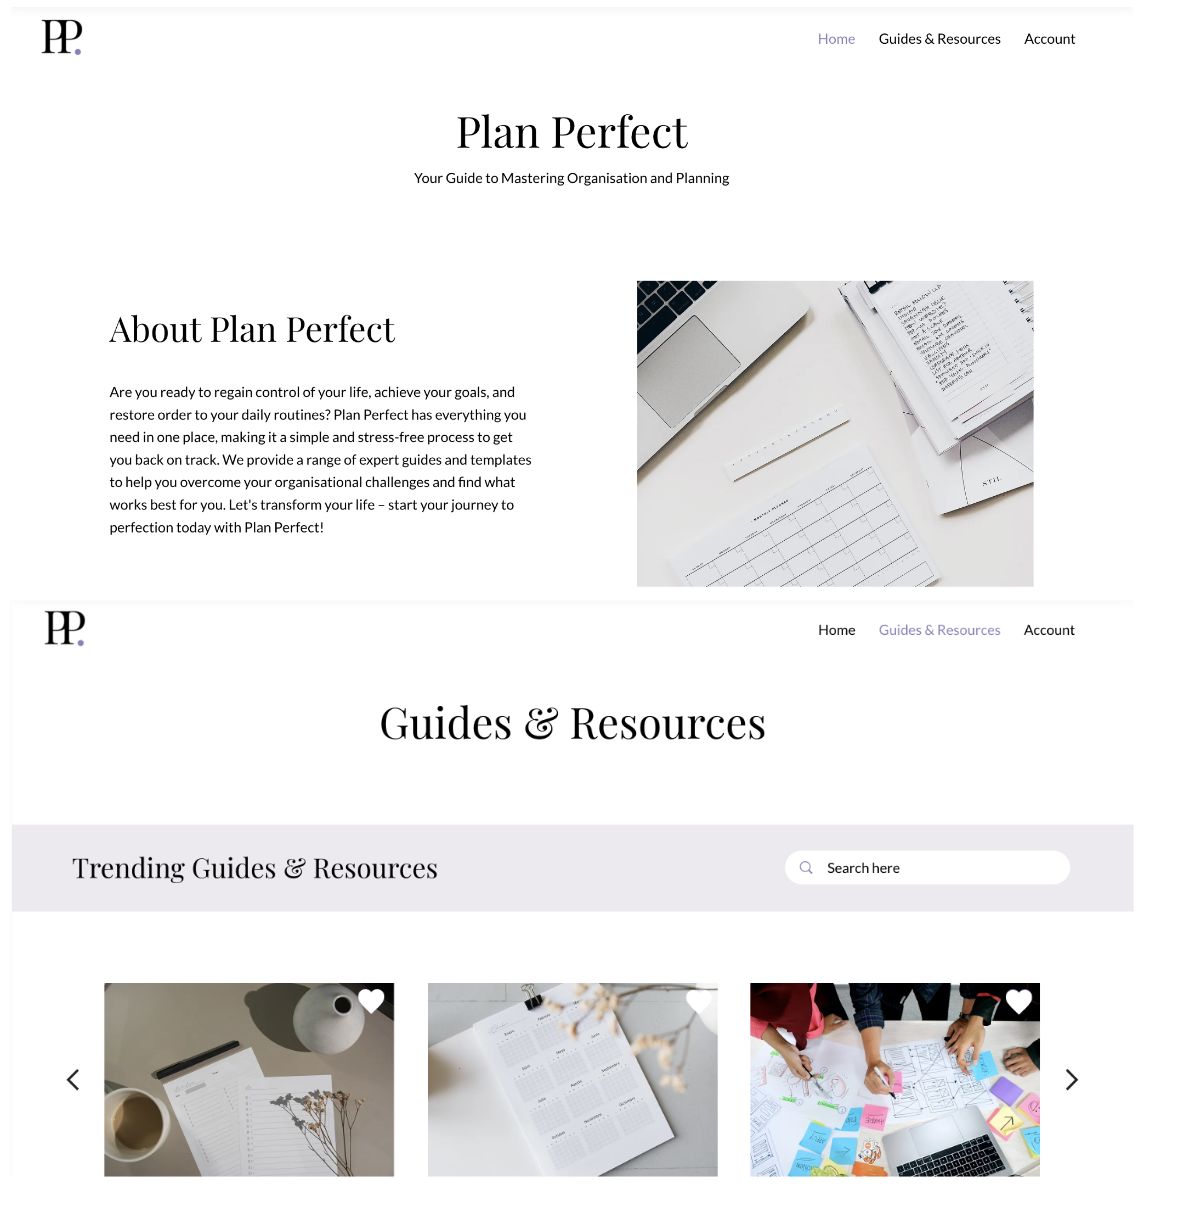 PP.
Home Guides & Resources Account
Plan Perfect
Your Guide to Mastering Organisation and Planning
About Plan Perfect
Are you ready to regain control of your life, achieve your goals, and
restore order to your daily routines? Plan Perfect has everything you
need in one place, making it a simple and stress-free process to get
you back on track. We provide a range of expert guides and templates
to help you overcome your organisational challenges and find what
works best for you. Let's transform your life – start your journey to
perfection today with Plan Perfect!
STIL
MONTHLY PLANNER
PP.
Home Guides & Resources Account
Guides & Resources
Trending Guides & Resources
Search here